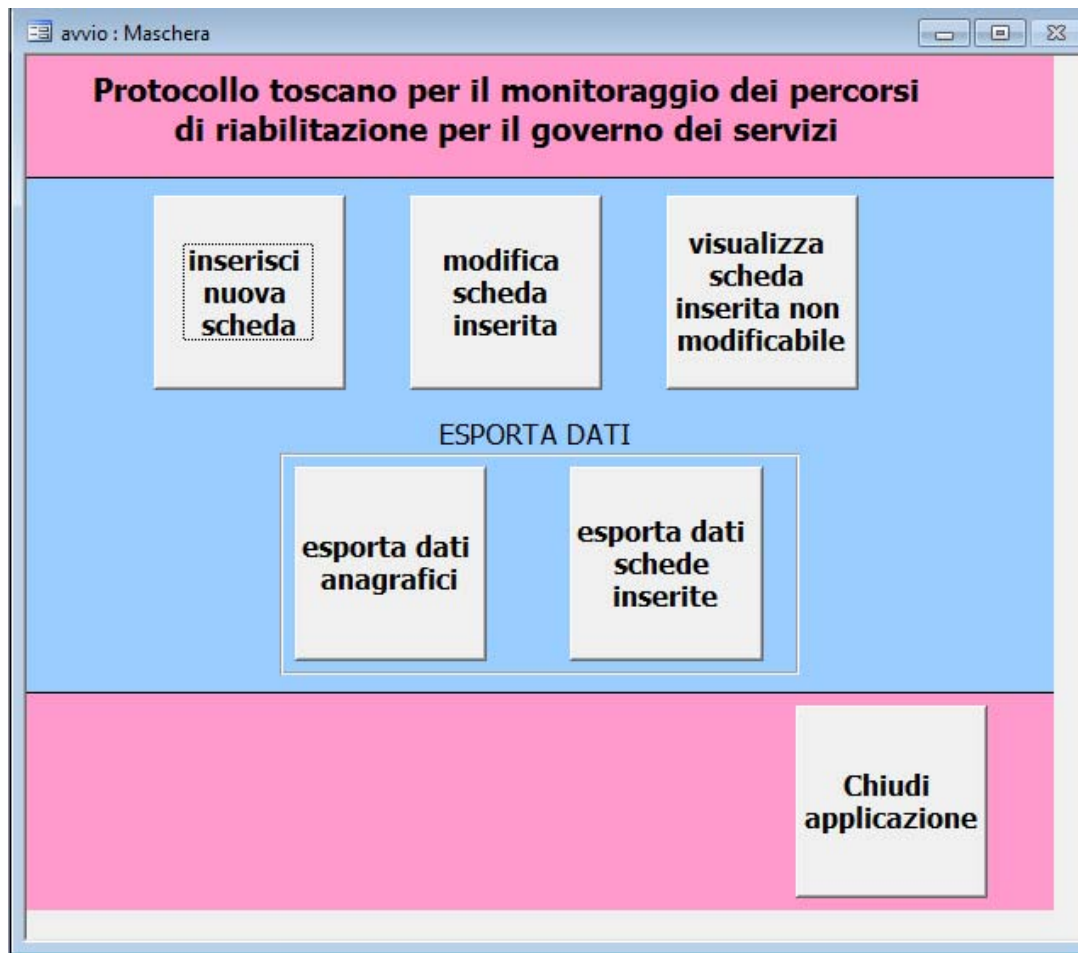 avvio : Maschera
Protocollo toscano per il monitoraggio dei percorsi
di riabilitazione per il governo dei servizi
inserisci
nuova
scheda
modifica
scheda
inserita
visualizza
scheda
inserita non
modificabile
ESPORTA DATI
esporta dati
anagrafici
esporta dati
schede
inserite
Chiudi
applicazione